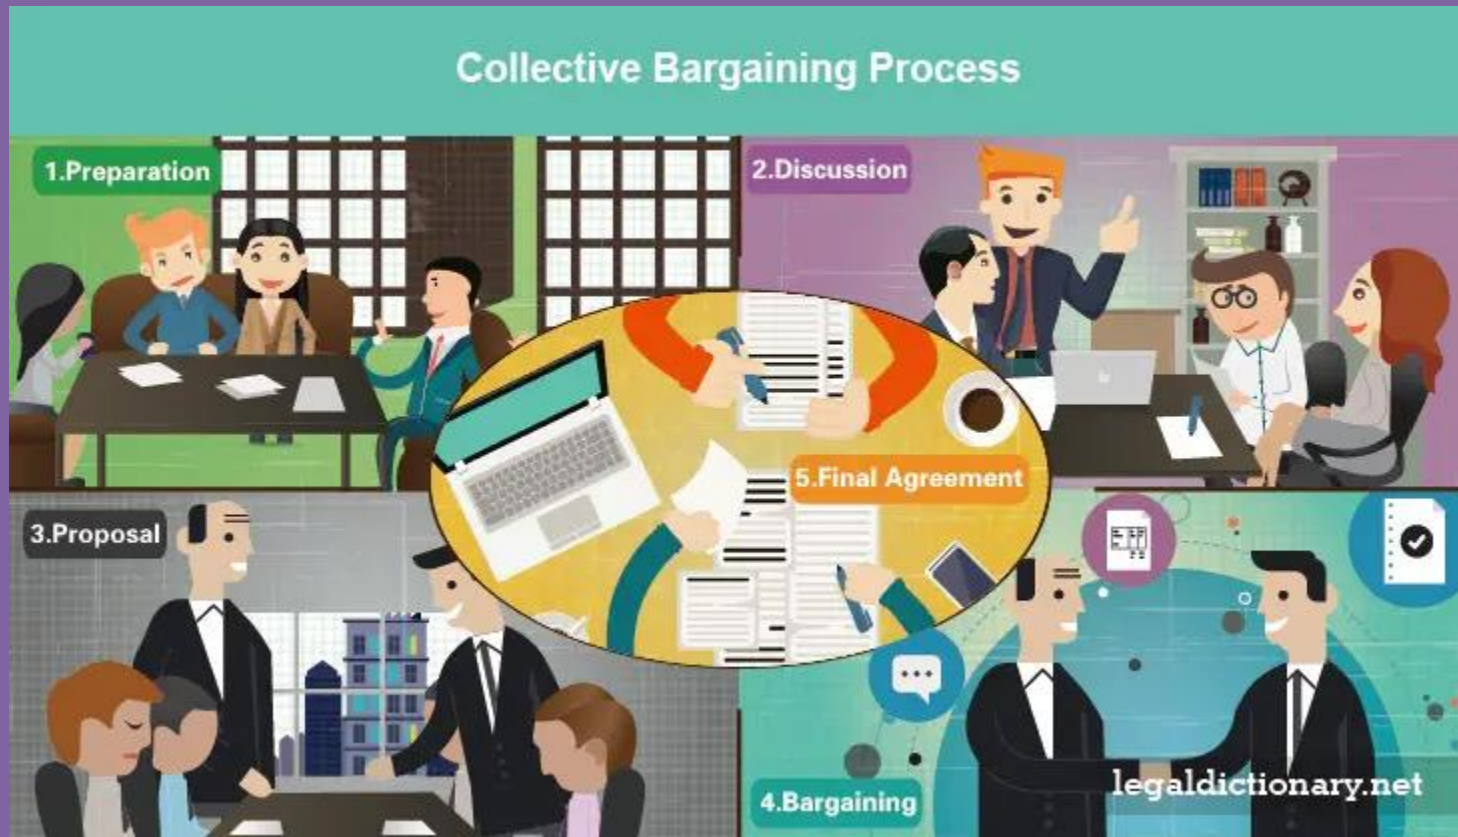 Collective Bargaining Process
1.Preparation
2.Discussion
3.Proposal
4.Bargaining
5.Final Agreement
legaldictionary.net